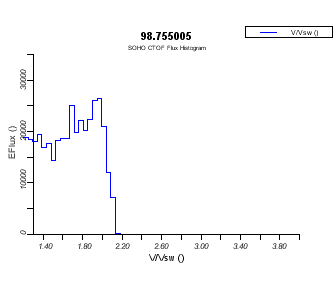 98.755005
SOHO CTOF Flux Histogram
V/Vsw ()
EFlux ()
30000
20000
10000
0
1.40 1.80 2.20 2.60 3.00 3.40 3.80
V/Vsw ()